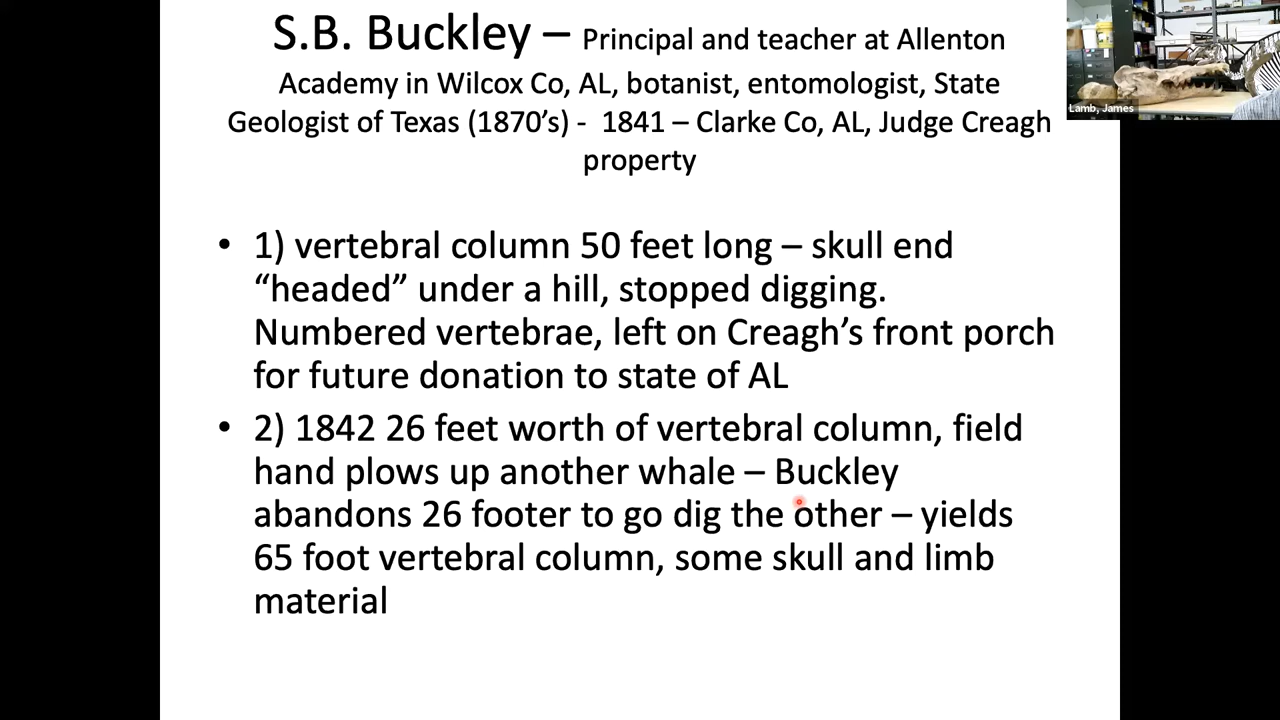 S.B. Buckley – Principal and teacher at Allenton
Academy in Wilcox Co, AL, botanist, entomologist, State
Geologist of Texas (1870’s) - 1841 – Clarke Co, AL, Judge Creagh
property
Lamb, James
• 1) vertebral column 50 feet long – skull end
“headed” under a hill, stopped digging.
Numbered vertebrae, left on Creagh’s front porch
for future donation to state of AL
• 2) 1842 26 feet worth of vertebral column, field
hand plows up another whale – Buckley
abandons 26 footer to go dig the other – yields
65 foot vertebral column, some skull and limb
material